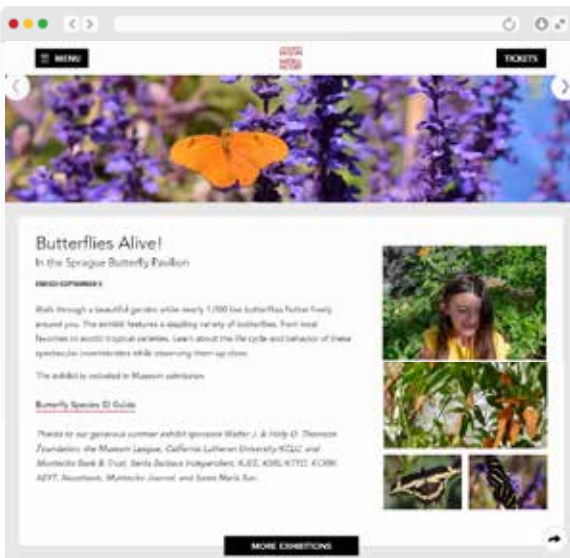 MENU
TICKETS
Butterflies Alive!
In the Sprague Butterfly Pavilion
ENDED SEPTEMBER 5
Walk through a beautiful garden while nearly 1,000 live butterflies flutter freely
around you. The exhibit features a dazzling variety of butterflies, from local
favorites to exotic tropical varieties. Learn about the life cycle and behavior of these
spectacular invertebrates while observing them up close.
The exhibit is included in Museum admission.
Butterfly Species ID Guide
Thanks to our generous summer exhibit sponsors Walter J. & Holly O. Thomson
Foundation, the Museum League, California Lutheran University/KCLU, and
Montecito Bank & Trust, Santa Barbara Independent, KJEE,
KEYT, Noozhawk, Montecito Journal, and Santa Maria Sun.
MORE EXHIBITIONS